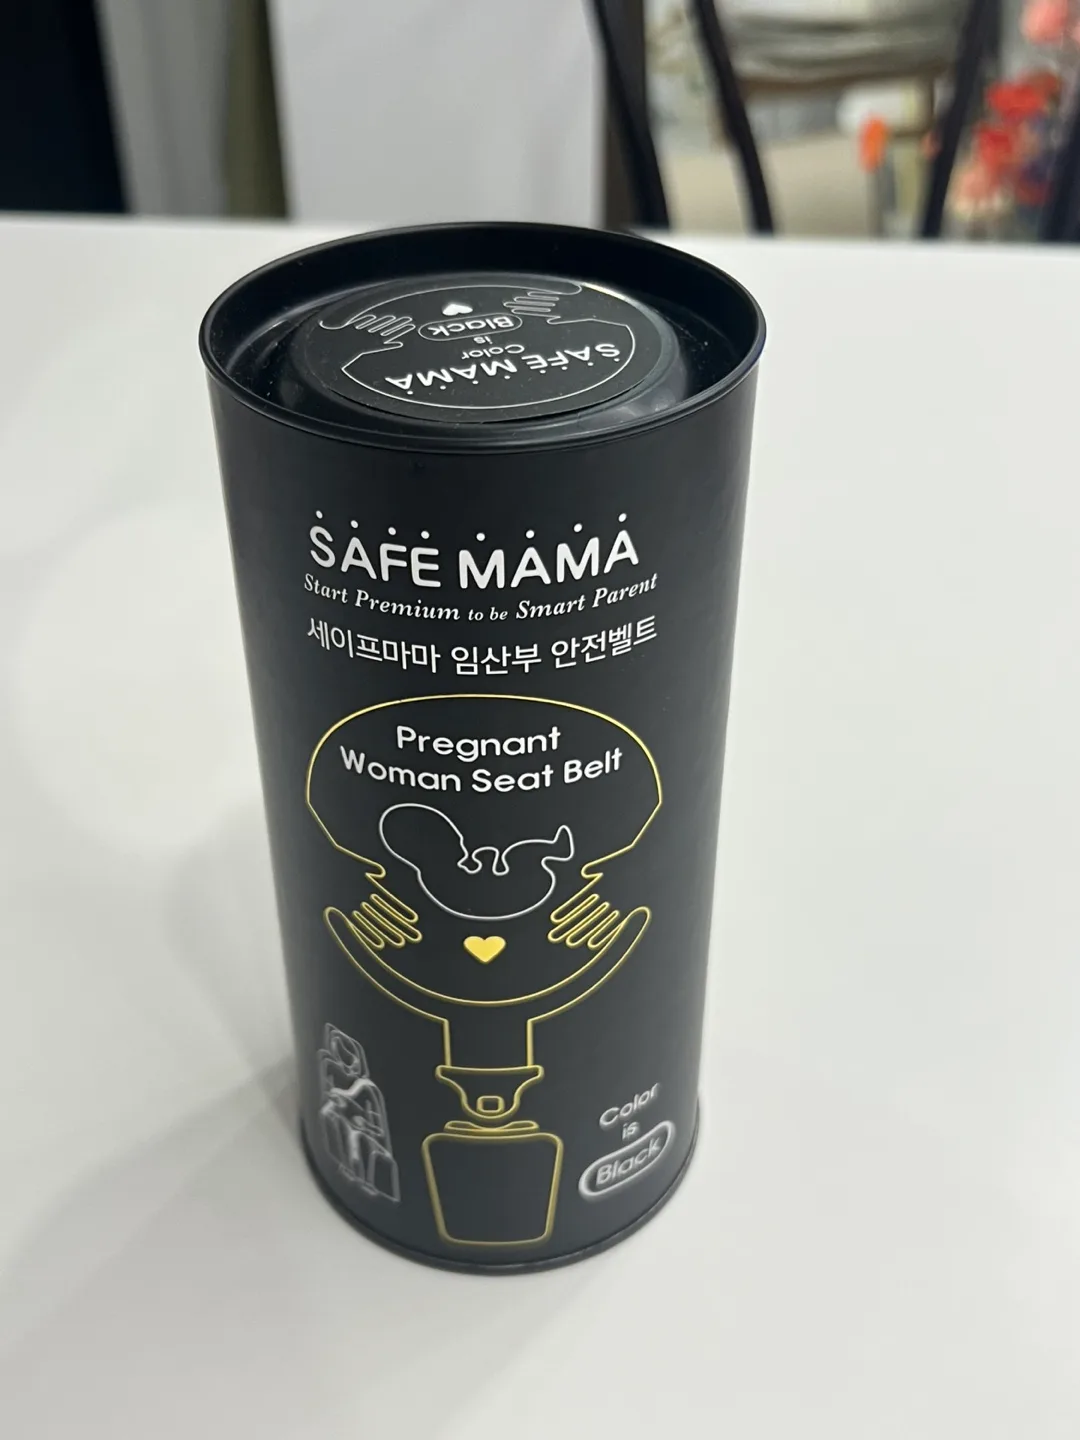 SAFE MAMA
Color
is
Black
SAFE MAMA
Start Premium to be Smart Parent
세이프마마 임산부 안전벨트
Pregnant
Woman Seat Belt
Color
is
Black